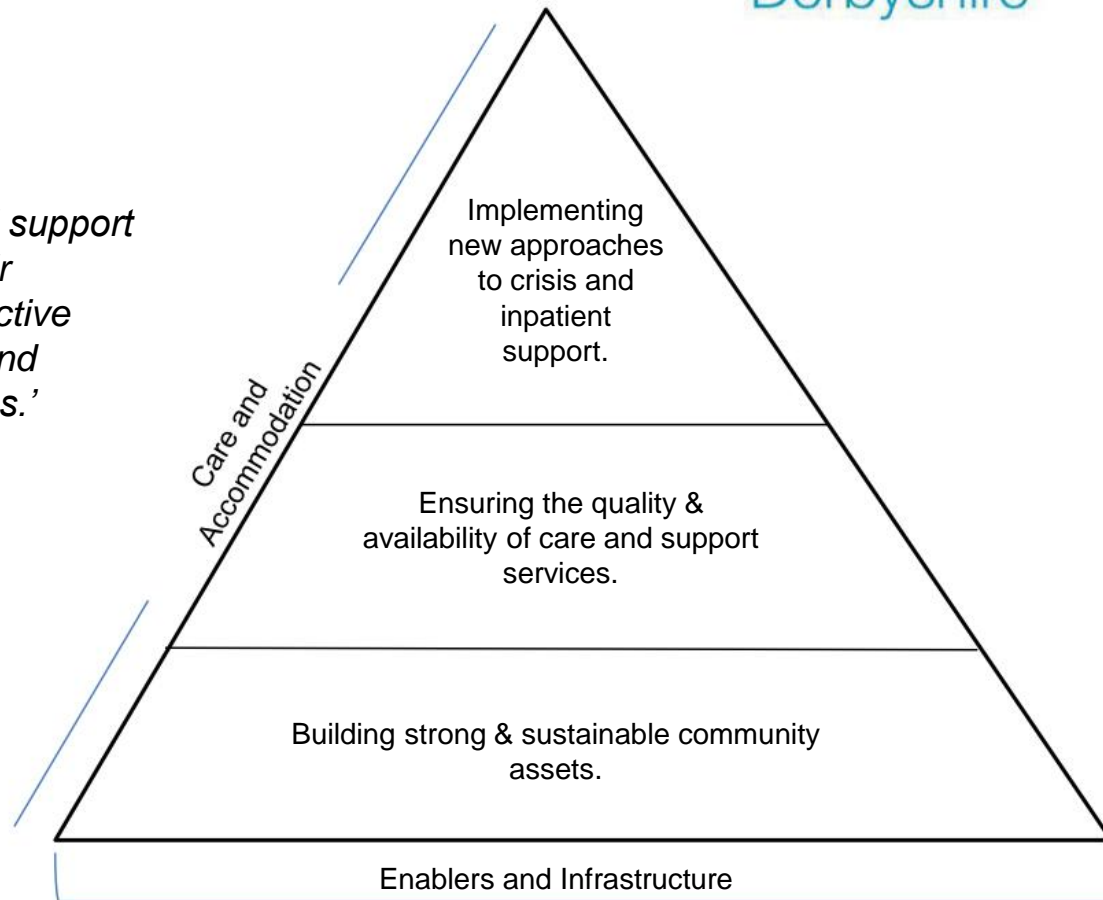 Derbyshire
support
r
ctive
nd
s.’
Implementing
new approaches
to crisis and
inpatient
support.
Care and
Accommodation
Ensuring the quality &
availability of care and support
services.
Building strong & sustainable community
assets.
Enablers and Infrastructure